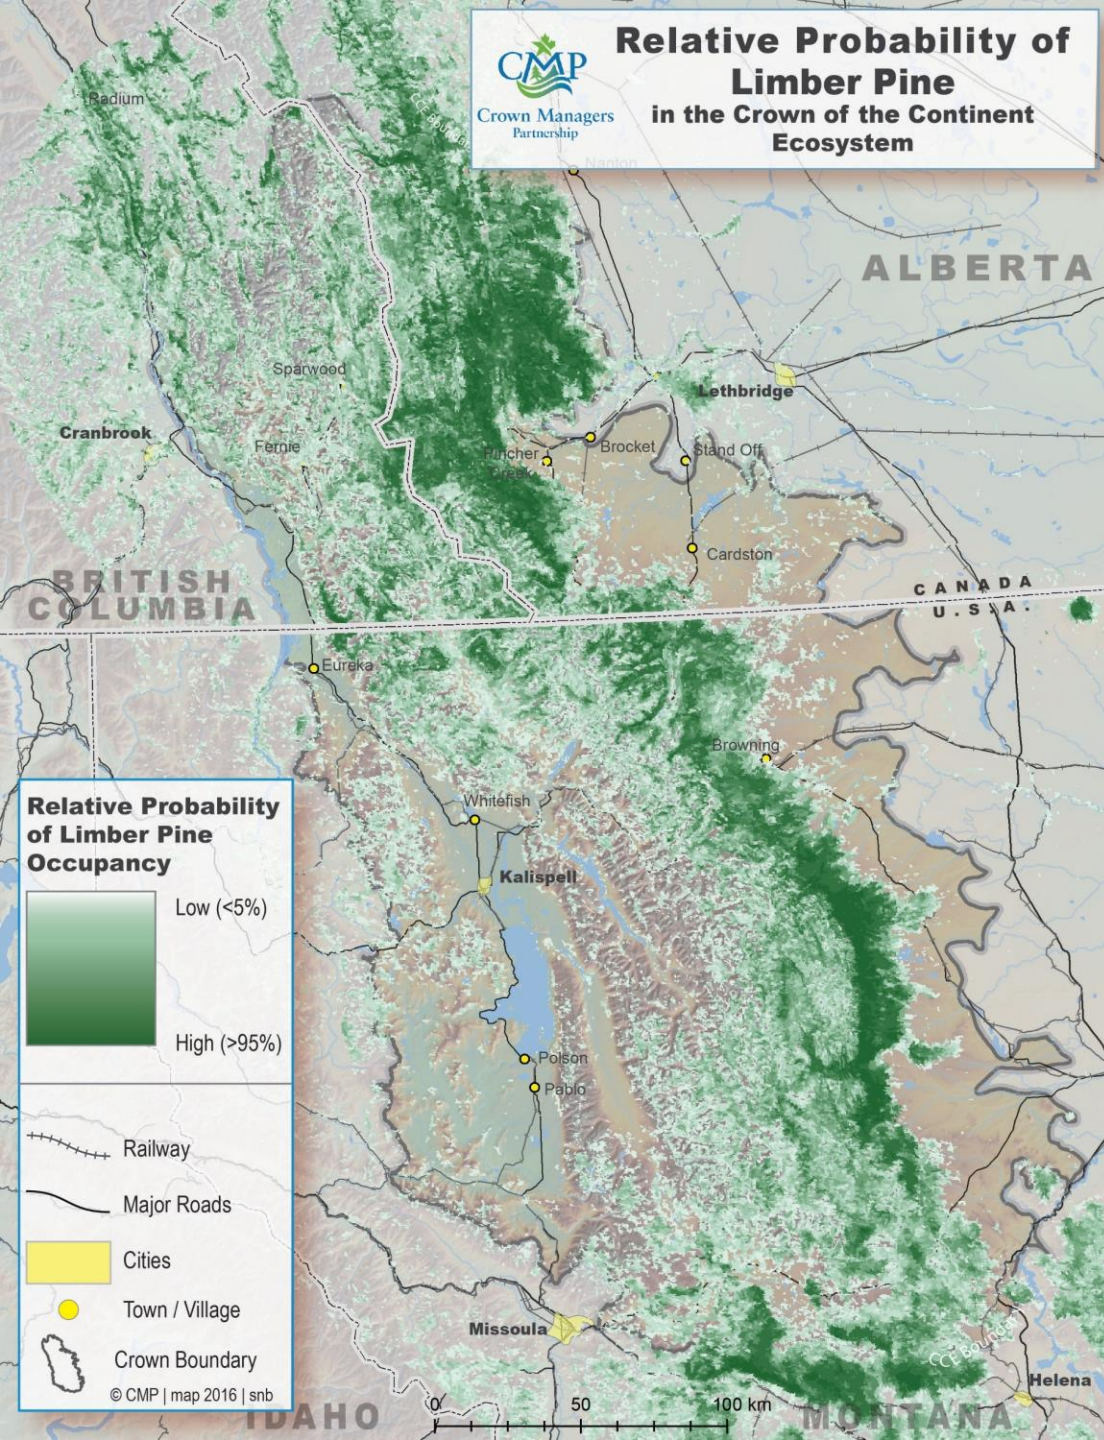 Relative Probability of
Limber Pine
in the Crown of the Continent
Ecosystem
CMP
Crown Managers
Partnership
Radium
Nanton
ALBERTA
Sparwood
Lethbridge
Cranbrook
Fernie
Pincher
Creek
Brocket
Stand Off
Cardston
BRITISH
COLUMBIA
CANADA
U.S.A.
Eureka
Browning
Whitefish
Kalispell
Polson
Pablo
Missoula
CCE Boundary
Helena
IDAHO
MONTANA
Relative Probability
of Limber Pine
Occupancy
Low (<5%)
High (>95%)
Railway
Major Roads
Cities
Town / Village
Crown Boundary
© CMP | map 2016 | snb
0 50 100 km